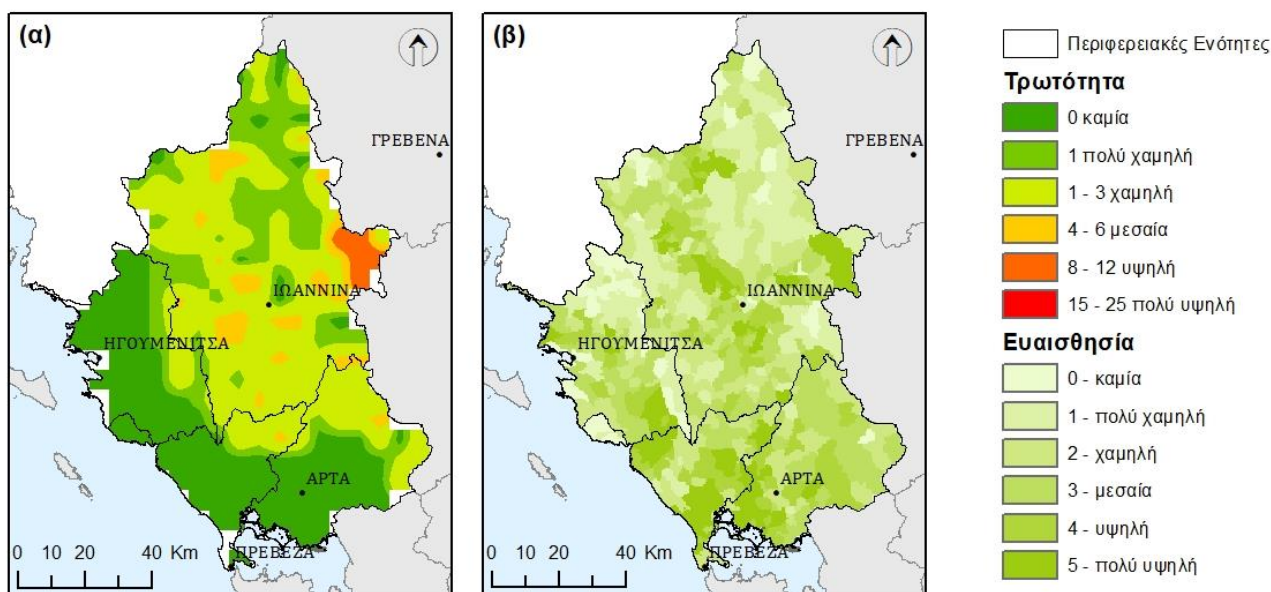 (α)
ΓΡΕΒΕΝΑ
ΙΩΑΝΝΙΝΑ
ΗΓΟΥΜΕΝΙΤΣΑ
ΑΡΤΑ
ΠΡΕΒΕΖΑ
0 10 20 40 Km
(β)
ΓΡΕΒΕΝΑ
ΙΩΑΝΝΙΝΑ
ΗΓΟΥΜΕΝΙΤΣΑ
ΑΡΤΑ
ΠΡΕΒΕΖΑ
0 10 20 40 Km
Περιφερειακές Ενότητες
Τρωτότητα
0 καμία
1 πολύ χαμηλή
1 - 3 χαμηλή
4 - 6 μεσαία
8 - 12 υψηλή
15 - 25 πολύ υψηλή
Ευαισθησία
0 - καμία
1 - πολύ χαμηλή
2 - χαμηλή
3 - μεσαία
4 - υψηλή
5 - πολύ υψηλή